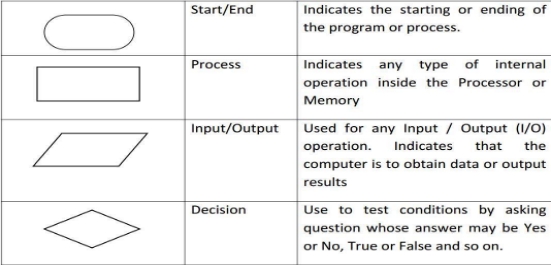 Start/End
Indicates the starting or ending of
the program or process.
Process
Indicates any type of internal
operation inside the Processor or
Memory
Input/Output
Used for any Input / Output (I/O)
operation. Indicates that the
computer is to obtain data or output
results
Decision
Use to test conditions by asking
question whose answer may be Yes
or No, True or False and so on.